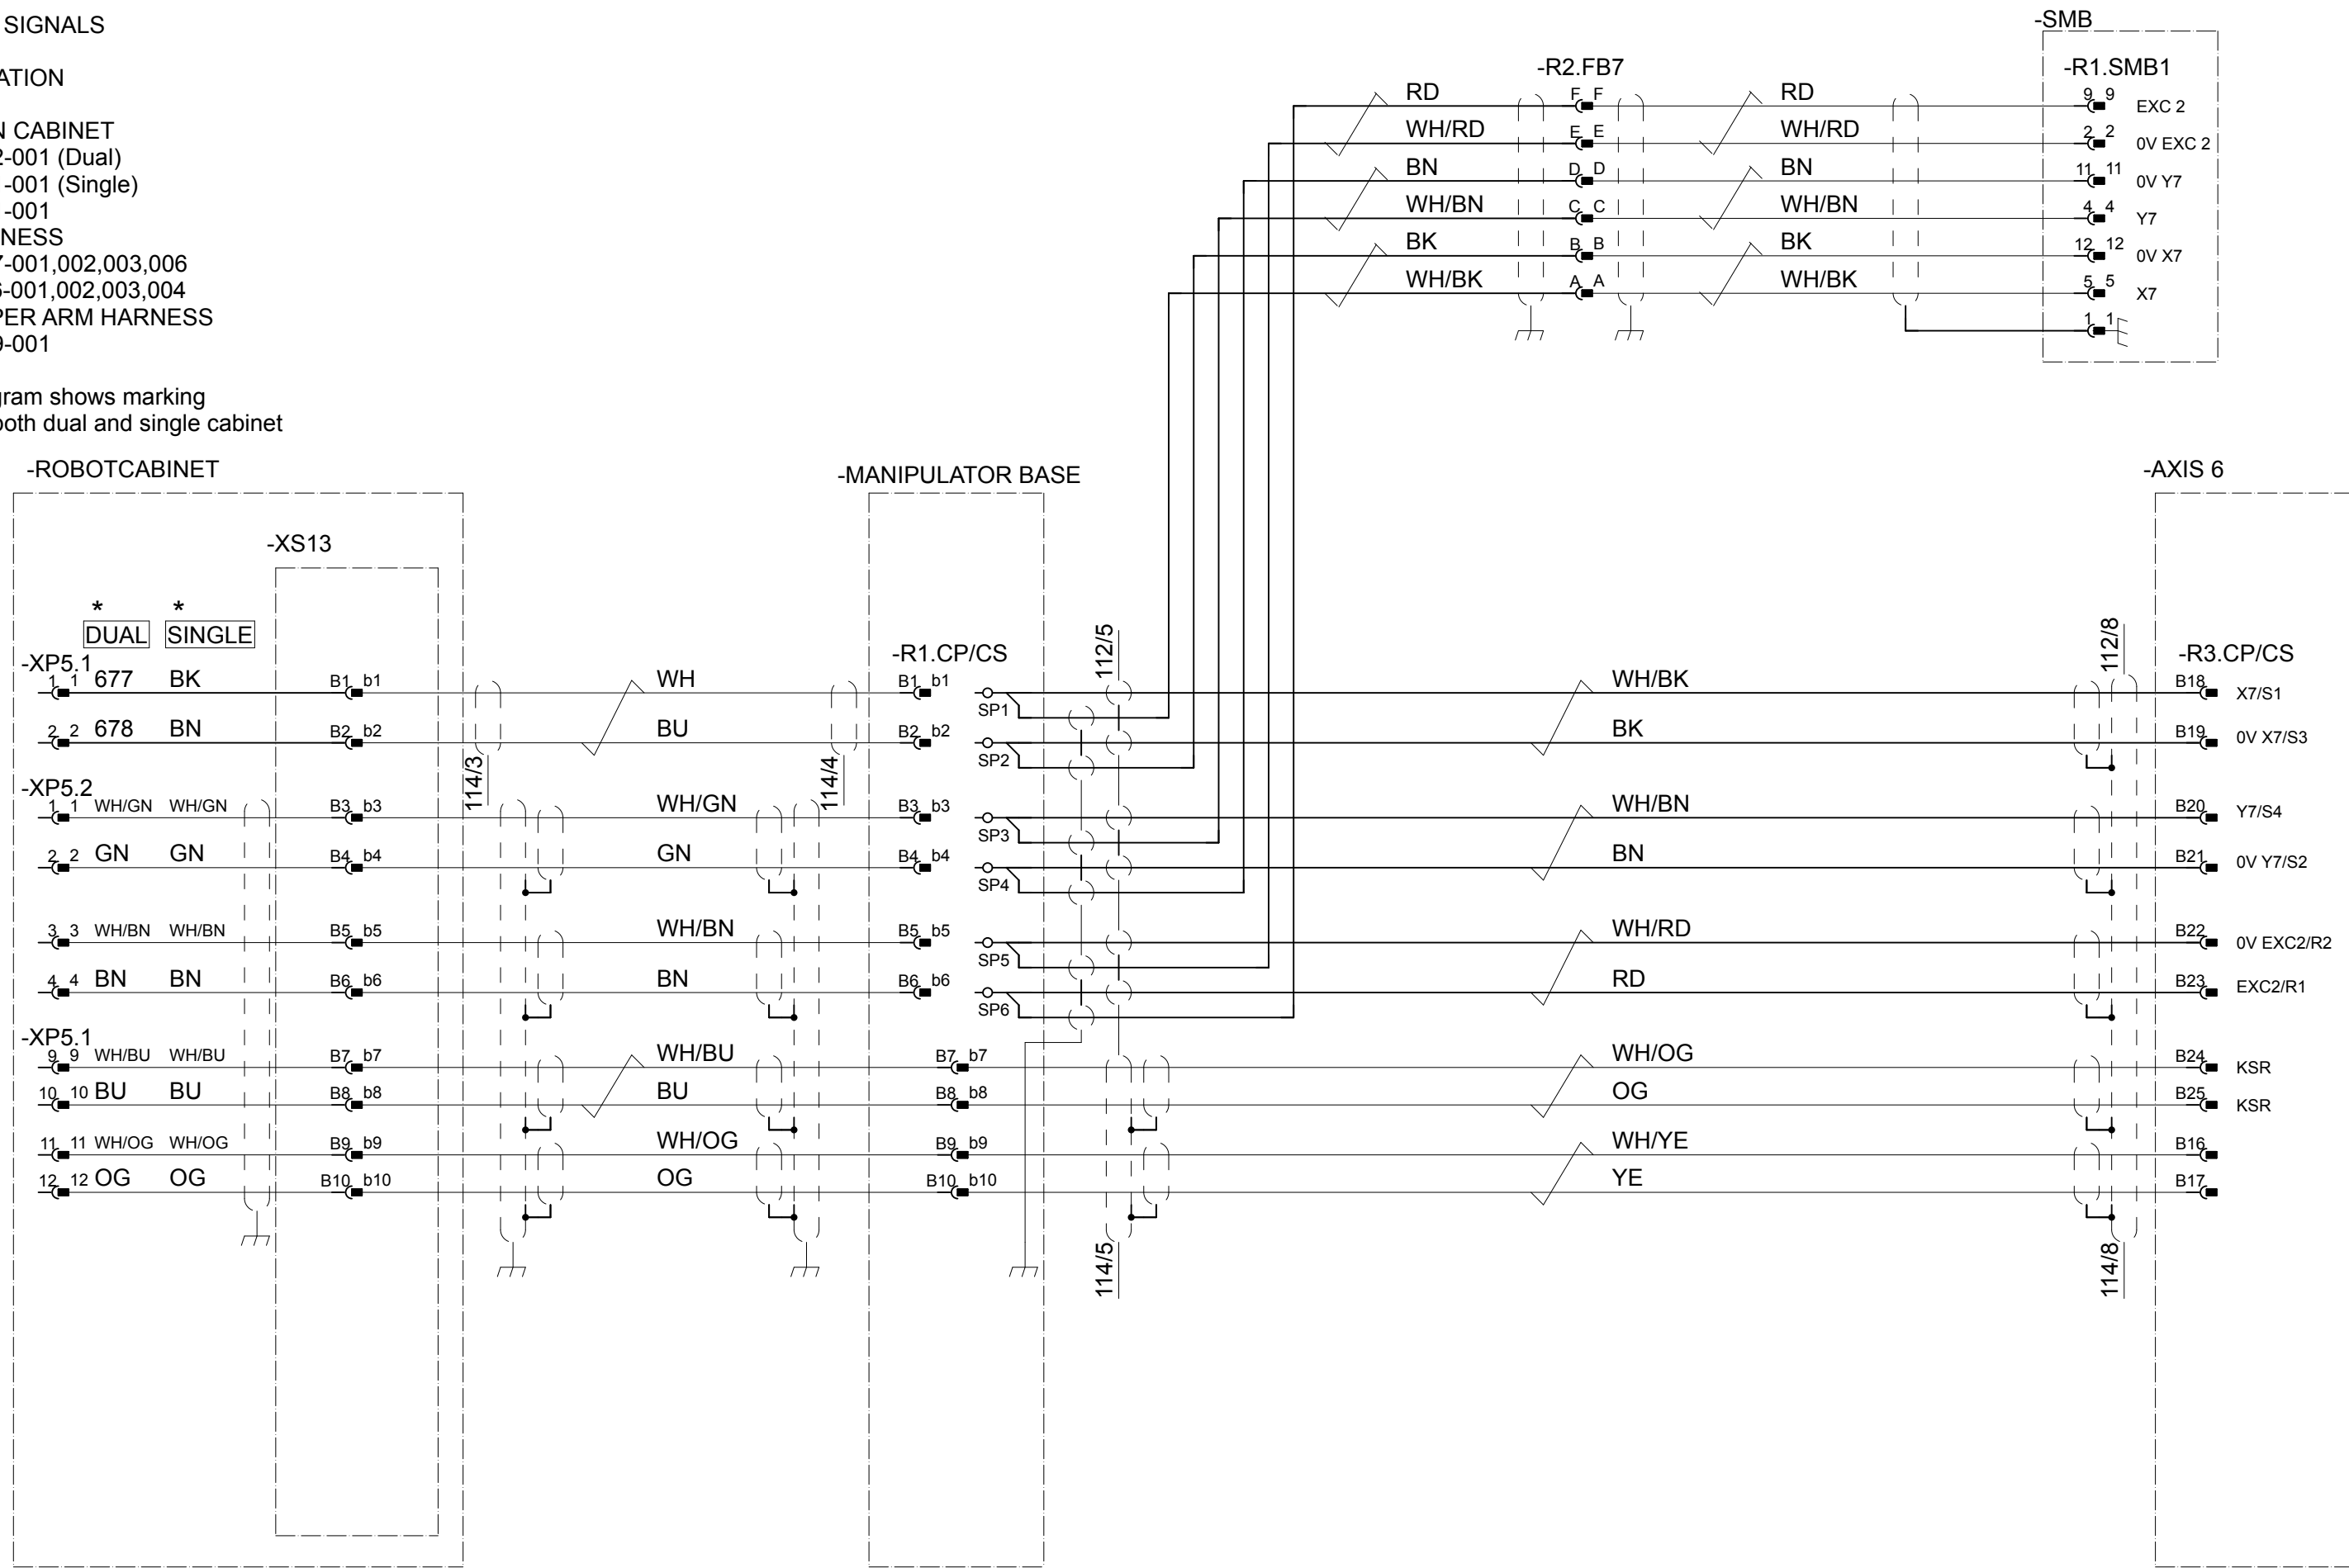 SIGNALS
ATION
N CABINET
2-001 (Dual)
-001 (Single)
-001
NESS
7-001,002,003,006
6-001,002,003,004
PER ARM HARNESS
9-001
gram shows marking
both dual and single cabinet
-SMB
-R2.FB7 -R1.SMB1
RD F F RD 9 9 EXC 2
WH/RD E E WH/RD 2 2 0V EXC 2
BN D D BN 11 11 0V Y7
WH/BN C C WH/BN 4 4 Y7
BK B B BK 12 12 0V X7
WH/BK A A WH/BK 5 5 X7
1 1
-ROBOTCABINET -MANIPULATOR BASE -AXIS 6
-XS13
* *
DUAL SINGLE
112/5 112/8
-XP5.1 -R1.CP/CS -R3.CP/CS
1 1 677 BK B1 b1 WH B1 b1 WH/BK B18 X7/S1
SP1
2 2 678 BN B2 b2 BU B2 b2 BK B19 0V X7/S3
SP2
114/3 114/4
-XP5.2
1 1 WH/GN WH/GN B3 b3 WH/GN B3 b3 WH/BN B20 Y7/S4
SP3
2 2 GN GN B4 b4 GN B4 b4 BN B21 0V Y7/S2
SP4
3 3 WH/BN WH/BN B5 b5 WH/BN B5 b5 WH/RD B22 0V EXC2/R2
SP5
4 4 BN BN B6 b6 BN B6 b6 RD B23 EXC2/R1
SP6
-XP5.1
9 9 WH/BU WH/BU B7 b7 WH/BU B7 b7 WH/OG B24 KSR
10 10 BU BU B8 b8 BU B8 b8 OG B25 KSR
11 11 WH/OG WH/OG B9 b9 WH/OG B9 b9 WH/YE B16
12 12 OG OG B10 b10 OG B10 b10 YE B17
114/5 114/8